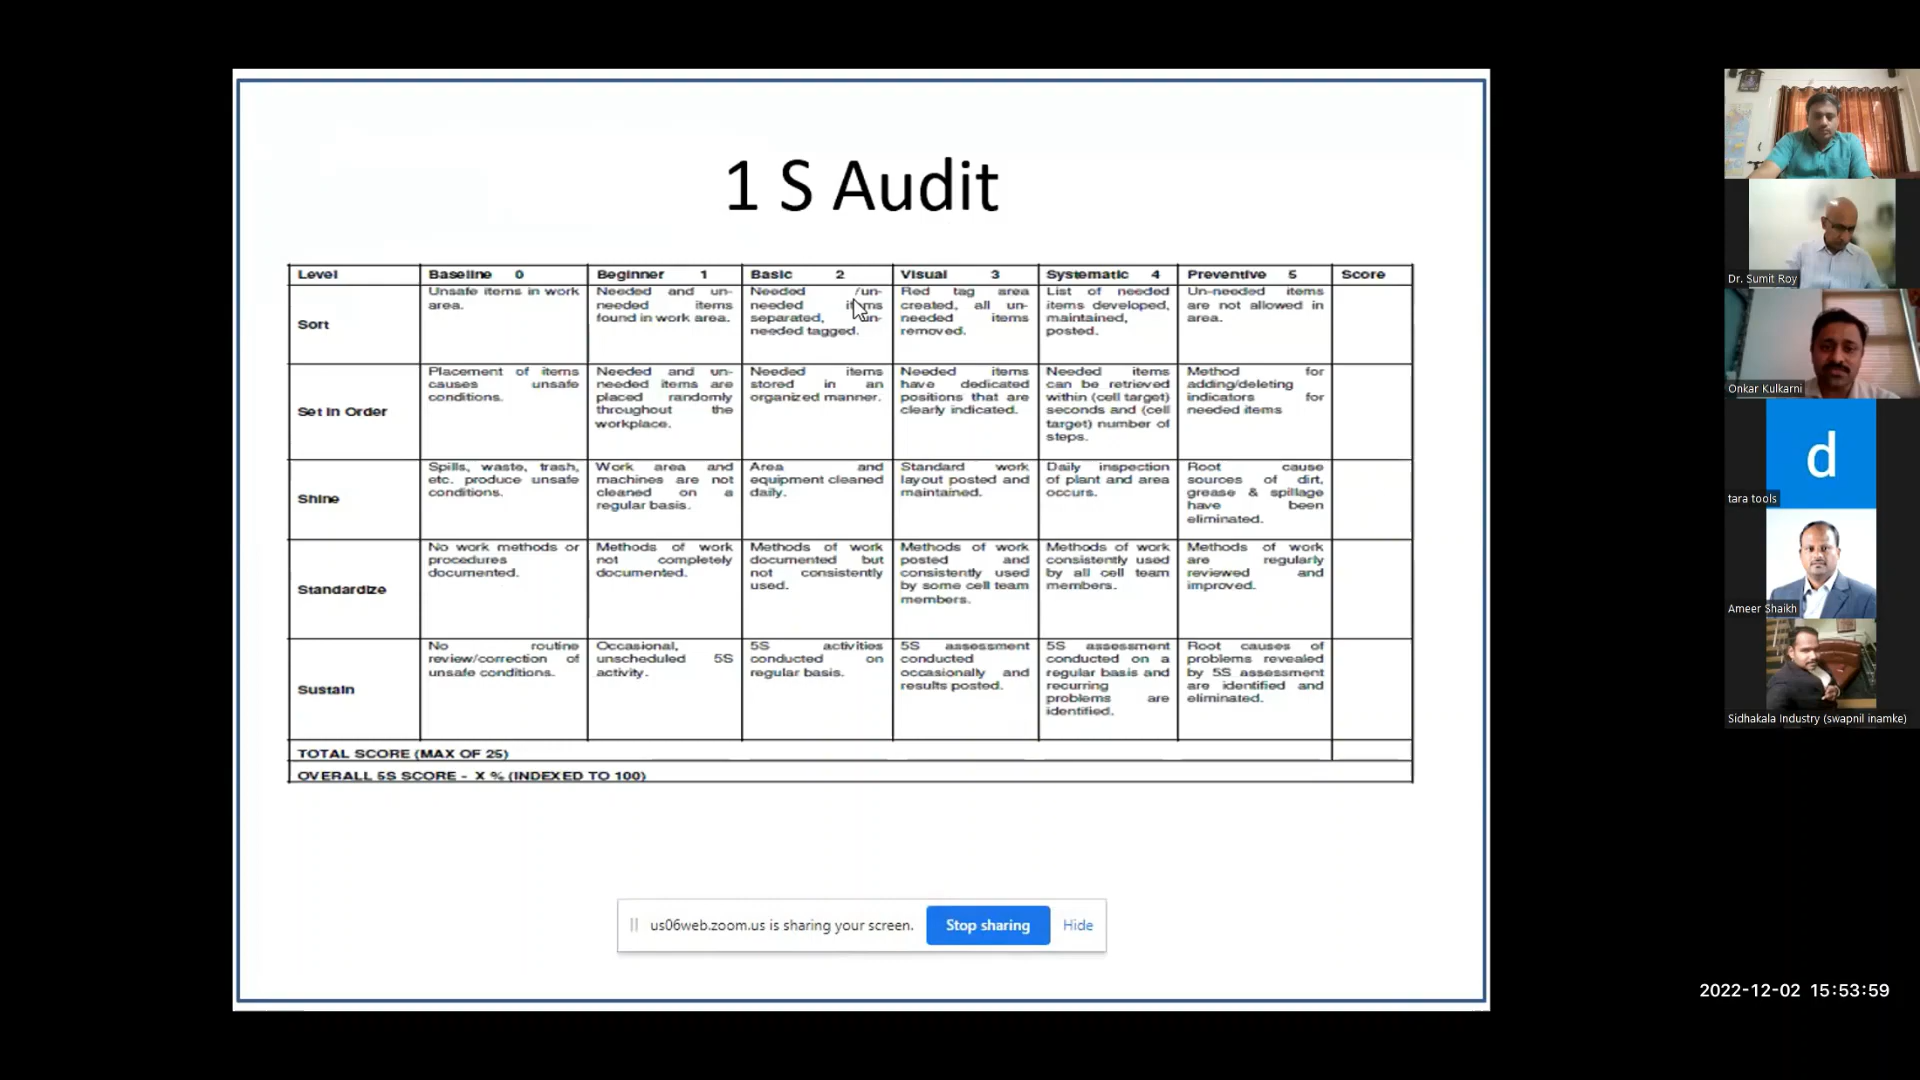 1 S Audit
Level Baseline 0 Beginner 1 Basic 2 Visual 3 Systematic 4 Preventive 5 Score
Sort
Unsafe items in work
area.
Needed and un-
needed items
found in work area.
Needed /un-
needed items
separated, un-
needed tagged.
Red tag area
created, all un-
needed items
removed.
List of needed
items developed,
maintained,
posted.
Un-needed items
are not allowed in
area.
Set In Order
Placement of items
causes unsafe
conditions.
Needed and un-
needed items are
placed randomly
throughout the
workplace.
Needed items
stored in an
organized manner.
Needed items
have dedicated
positions that are
clearly indicated.
Needed items
can be retrieved
within (cell target)
seconds and (cell
target) number of
steps.
Method for
adding/deleting
indicators for
needed items
Shine
Spills, waste, trash,
etc. produce unsafe
conditions.
Work area and
machines are not
cleaned on a
regular basis.
Area and
equipment cleaned
daily.
Standard work
layout posted and
maintained.
Daily inspection
of plant and area
occurs.
Root cause
sources of dirt,
grease & spillage
have been
eliminated.
Standardize
No work methods or
procedures
documented.
Methods of work
not completely
documented.
Methods of work
documented but
not consistently
used.
Methods of work
posted and
consistently used
by some cell team
members.
Methods of work
consistently used
by all cell team
members.
Methods of work
are regularly
reviewed and
improved.
Sustain
No routine
review/correction of
unsafe conditions.
Occasional,
unscheduled 5S
activity.
5S activities
conducted on
regular basis.
5S assessment
conducted
occasionally and
results posted.
5S assessment
conducted on a
regular basis and
recurring
problems are
identified.
Root causes of
problems revealed
by 5S assessment
are identified and
eliminated.
TOTAL SCORE (MAX OF 25)
OVERALL 5S SCORE - X % (INDEXED TO 100)
us06web.zoom.us is sharing your screen. Stop sharing Hide
Dr. Sumit Roy
Onkar Kulkarni
d
tara tools
Ameer Shaikh
Sidhakala Industry (swapnil inamke)
2022-12-02 15:53:59